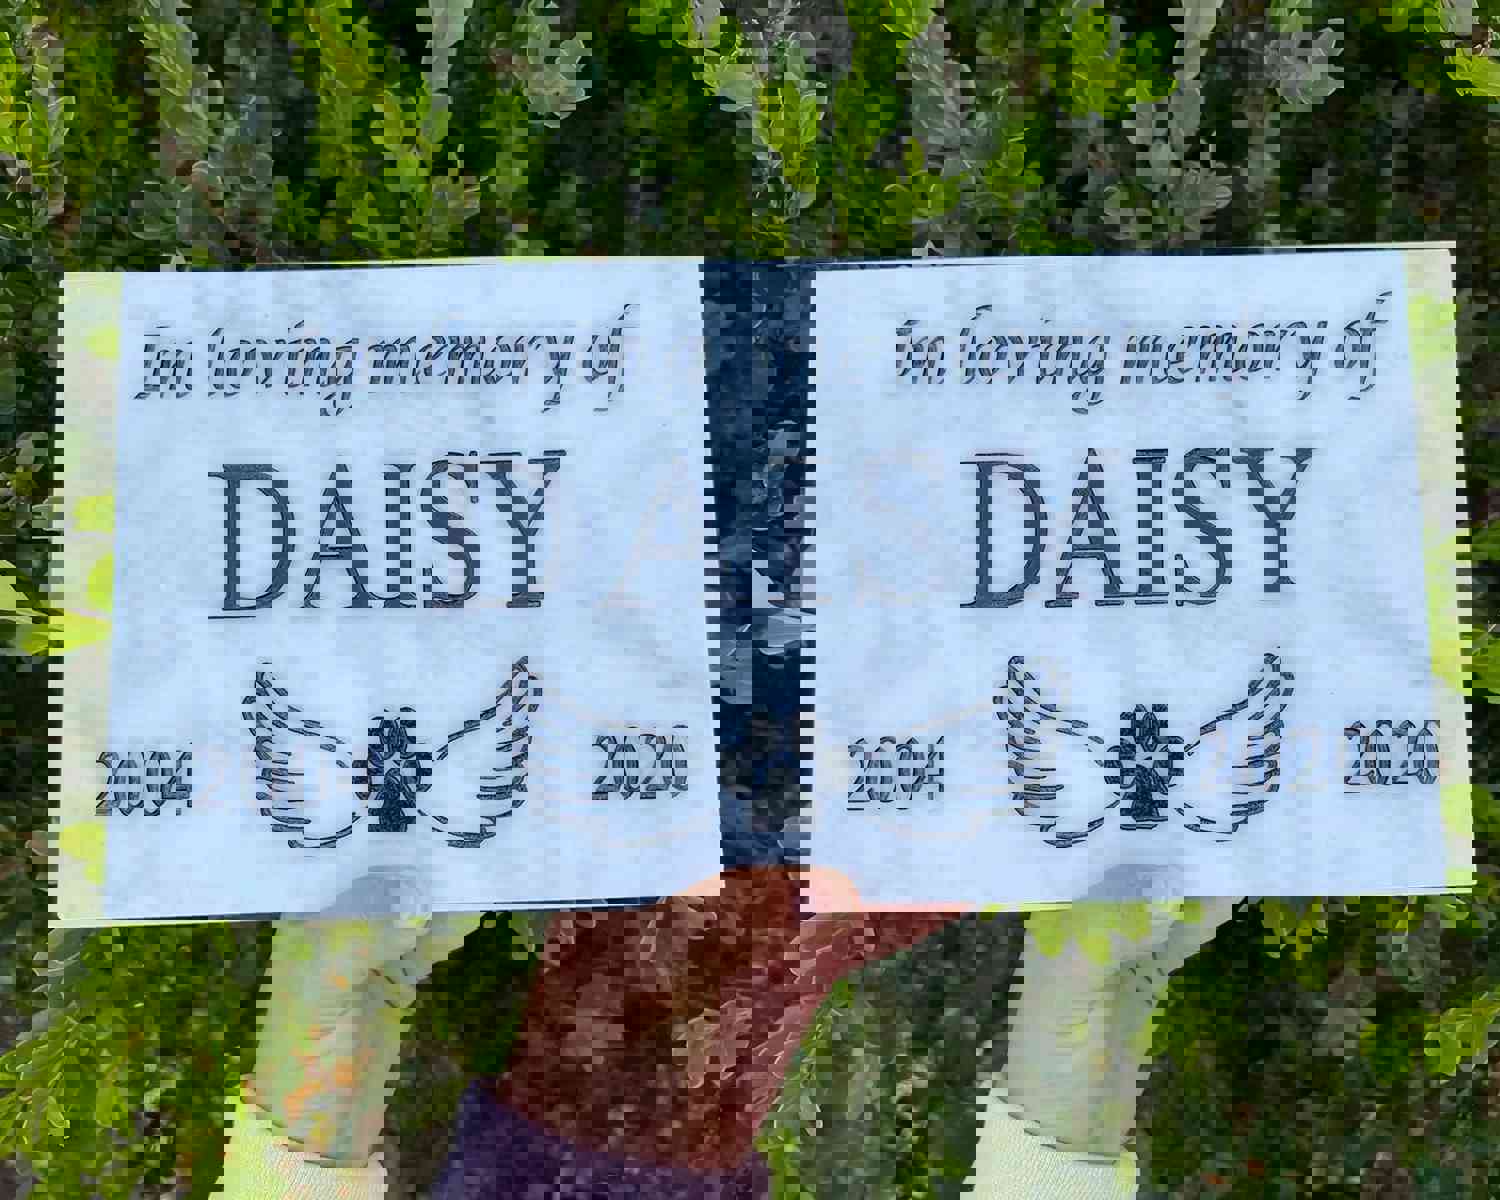 In loving memory of In loving memory of
DAISY DAISY
2004 2020 2004 2020